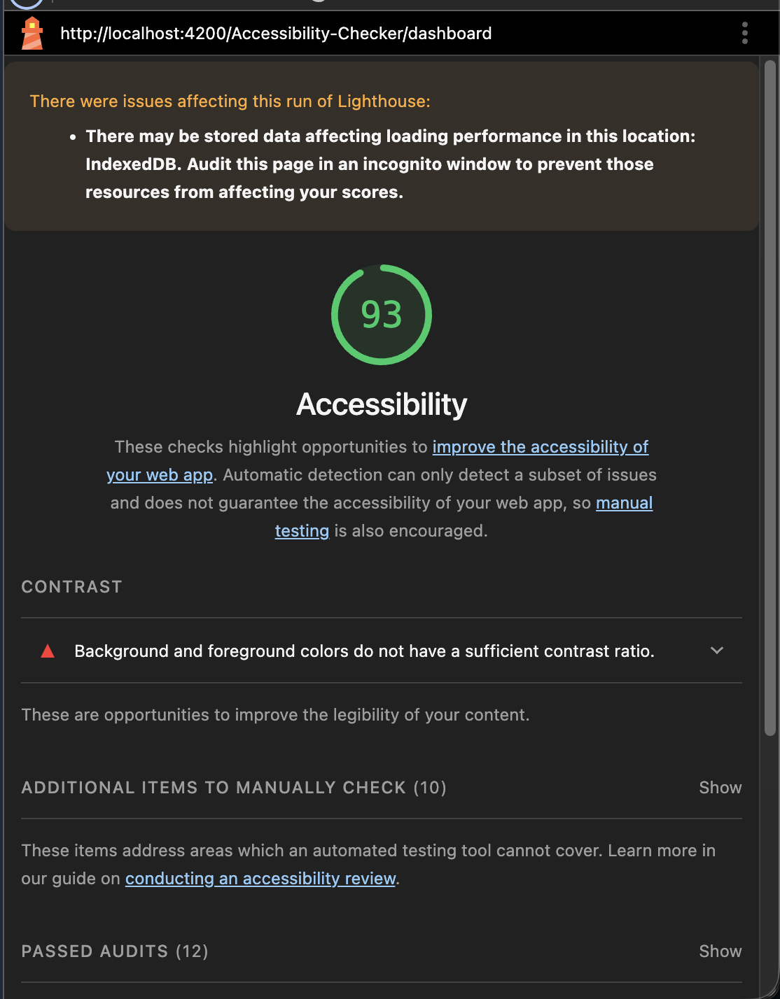 http://localhost:4200/Accessibility-Checker/dashboard
There were issues affecting this run of Lighthouse:
• There may be stored data affecting loading performance in this location:
IndexedDB. Audit this page in an incognito window to prevent those
resources from affecting your scores.
93
Accessibility
These checks highlight opportunities to improve the accessibility of
your web app. Automatic detection can only detect a subset of issues
and does not guarantee the accessibility of your web app, so manual
testing is also encouraged.
CONTRAST
Background and foreground colors do not have a sufficient contrast ratio.
These are opportunities to improve the legibility of your content.
ADDITIONAL ITEMS TO MANUALLY CHECK (10) Show
These items address areas which an automated testing tool cannot cover. Learn more in
our guide on conducting an accessibility review.
PASSED AUDITS (12) Show